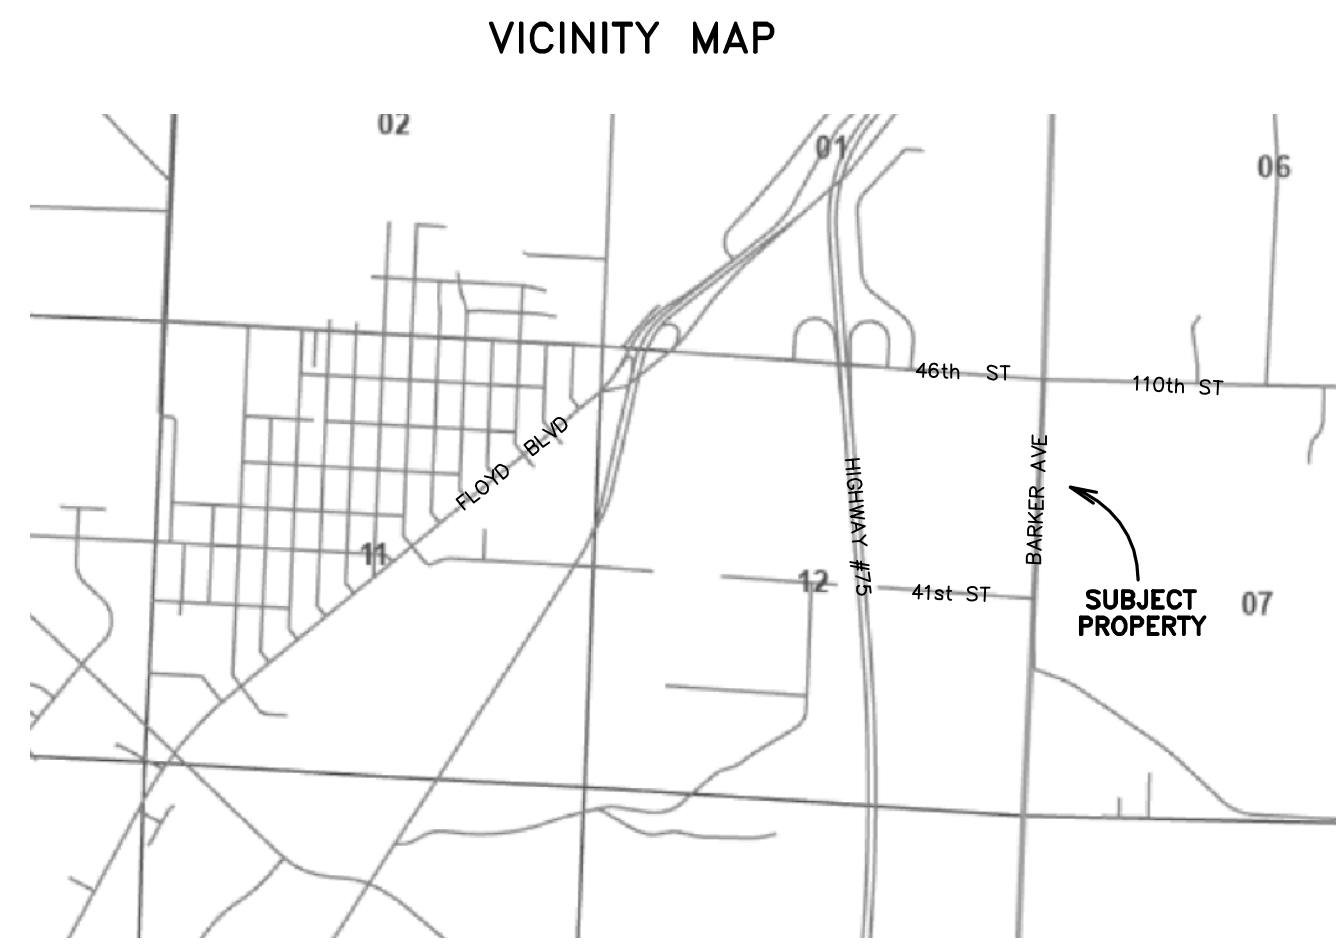 VICINITY MAP
02
01
06
46th ST
110th ST
FLOYD BLVD
HIGHWAY #75
BARKER AVE
11
12
41st ST
SUBJECT
PROPERTY
07